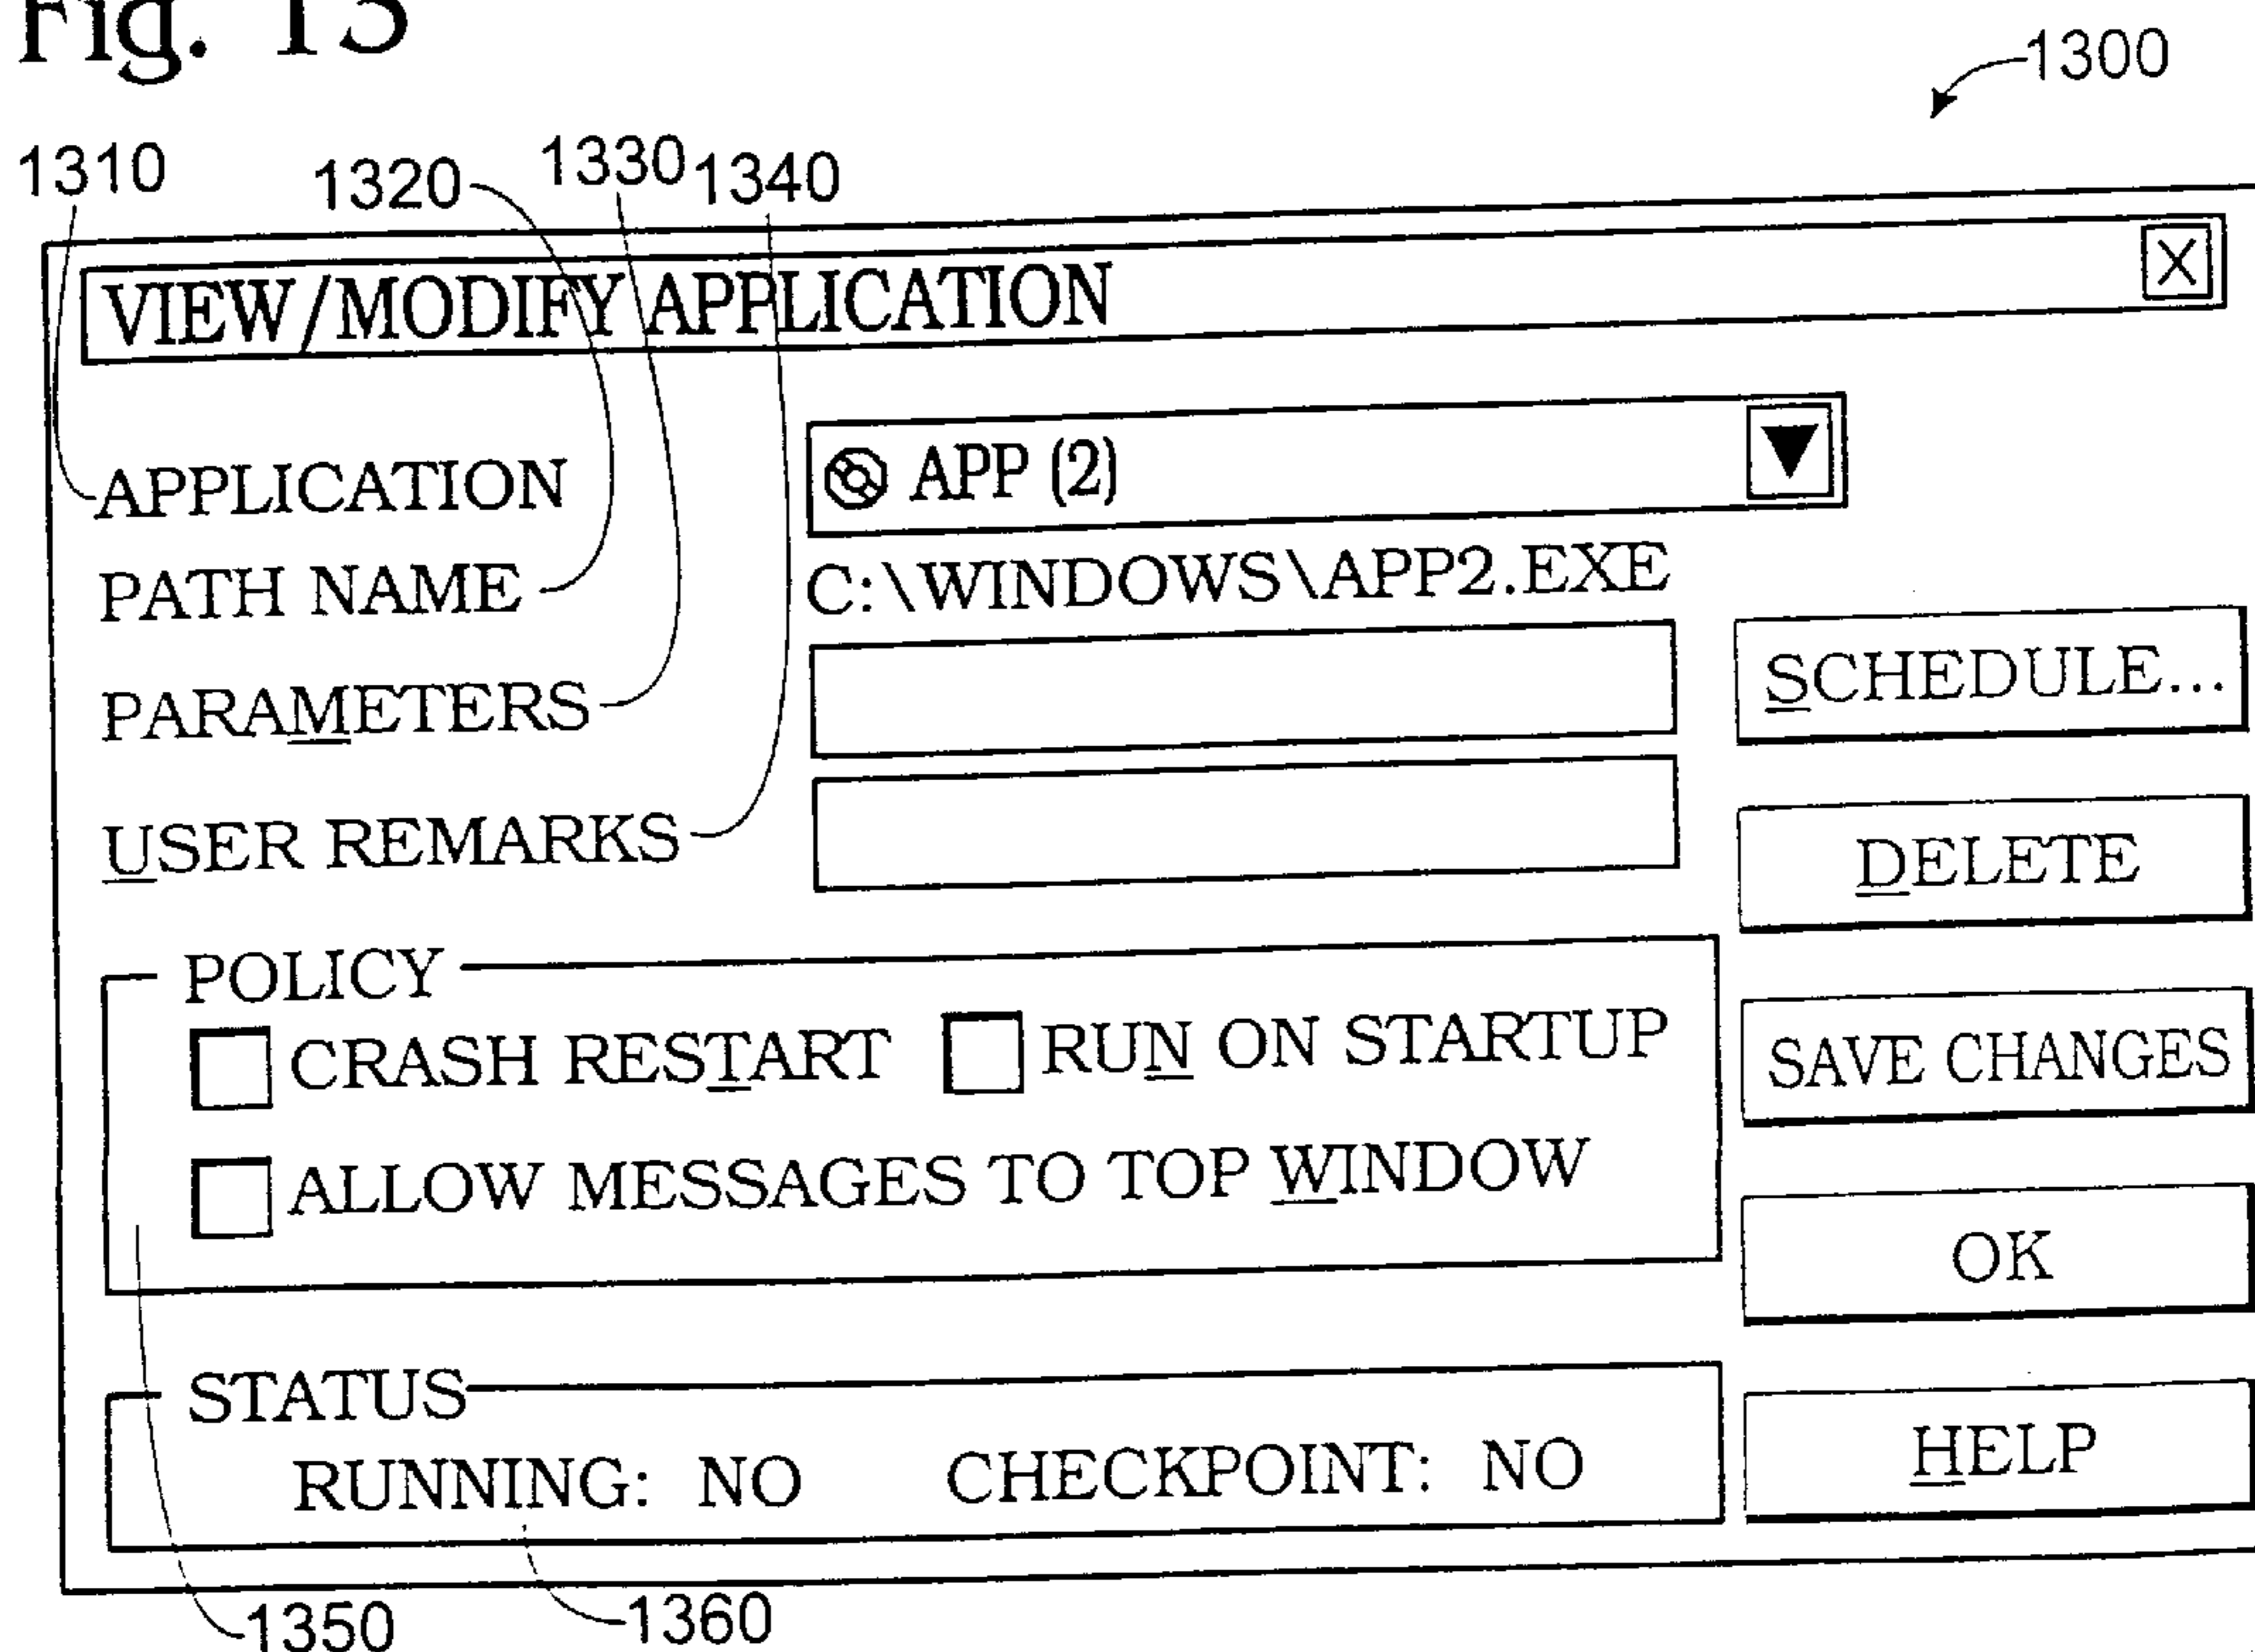 Fig. 13
1300
1310 1320 1330 1340
VIEW/MODIFY APPLICATION X
APPLICATION APP (2)
PATH NAME C:\WINDOWS\APP2.EXE
PARAMETERS SCHEDULE...
USER REMARKS DELETE
POLICY
CRASH RESTART RUN ON STARTUP SAVE CHANGES
ALLOW MESSAGES TO TOP WINDOW
OK
STATUS
RUNNING: NO CHECKPOINT: NO HELP
1350 1360